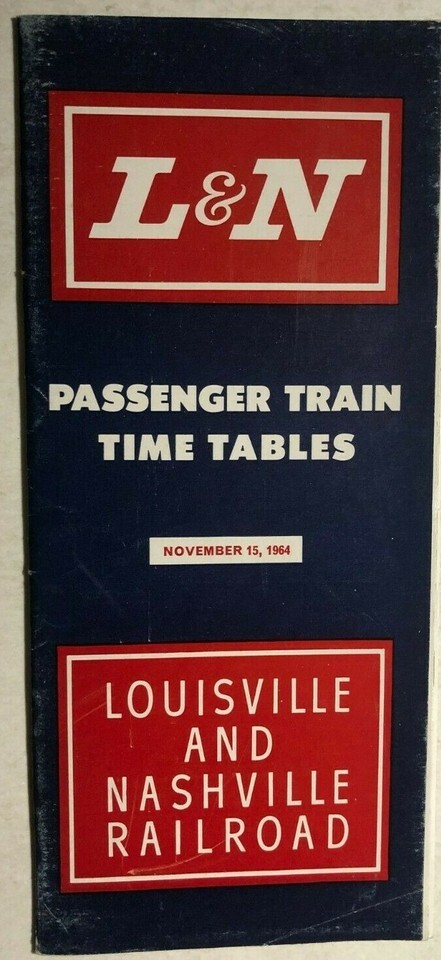 L&N
PASSENGER TRAIN
TIME TABLES
NOVEMBER 15, 1964
LOUISVILLE
AND
NASHVILLE
RAILROAD